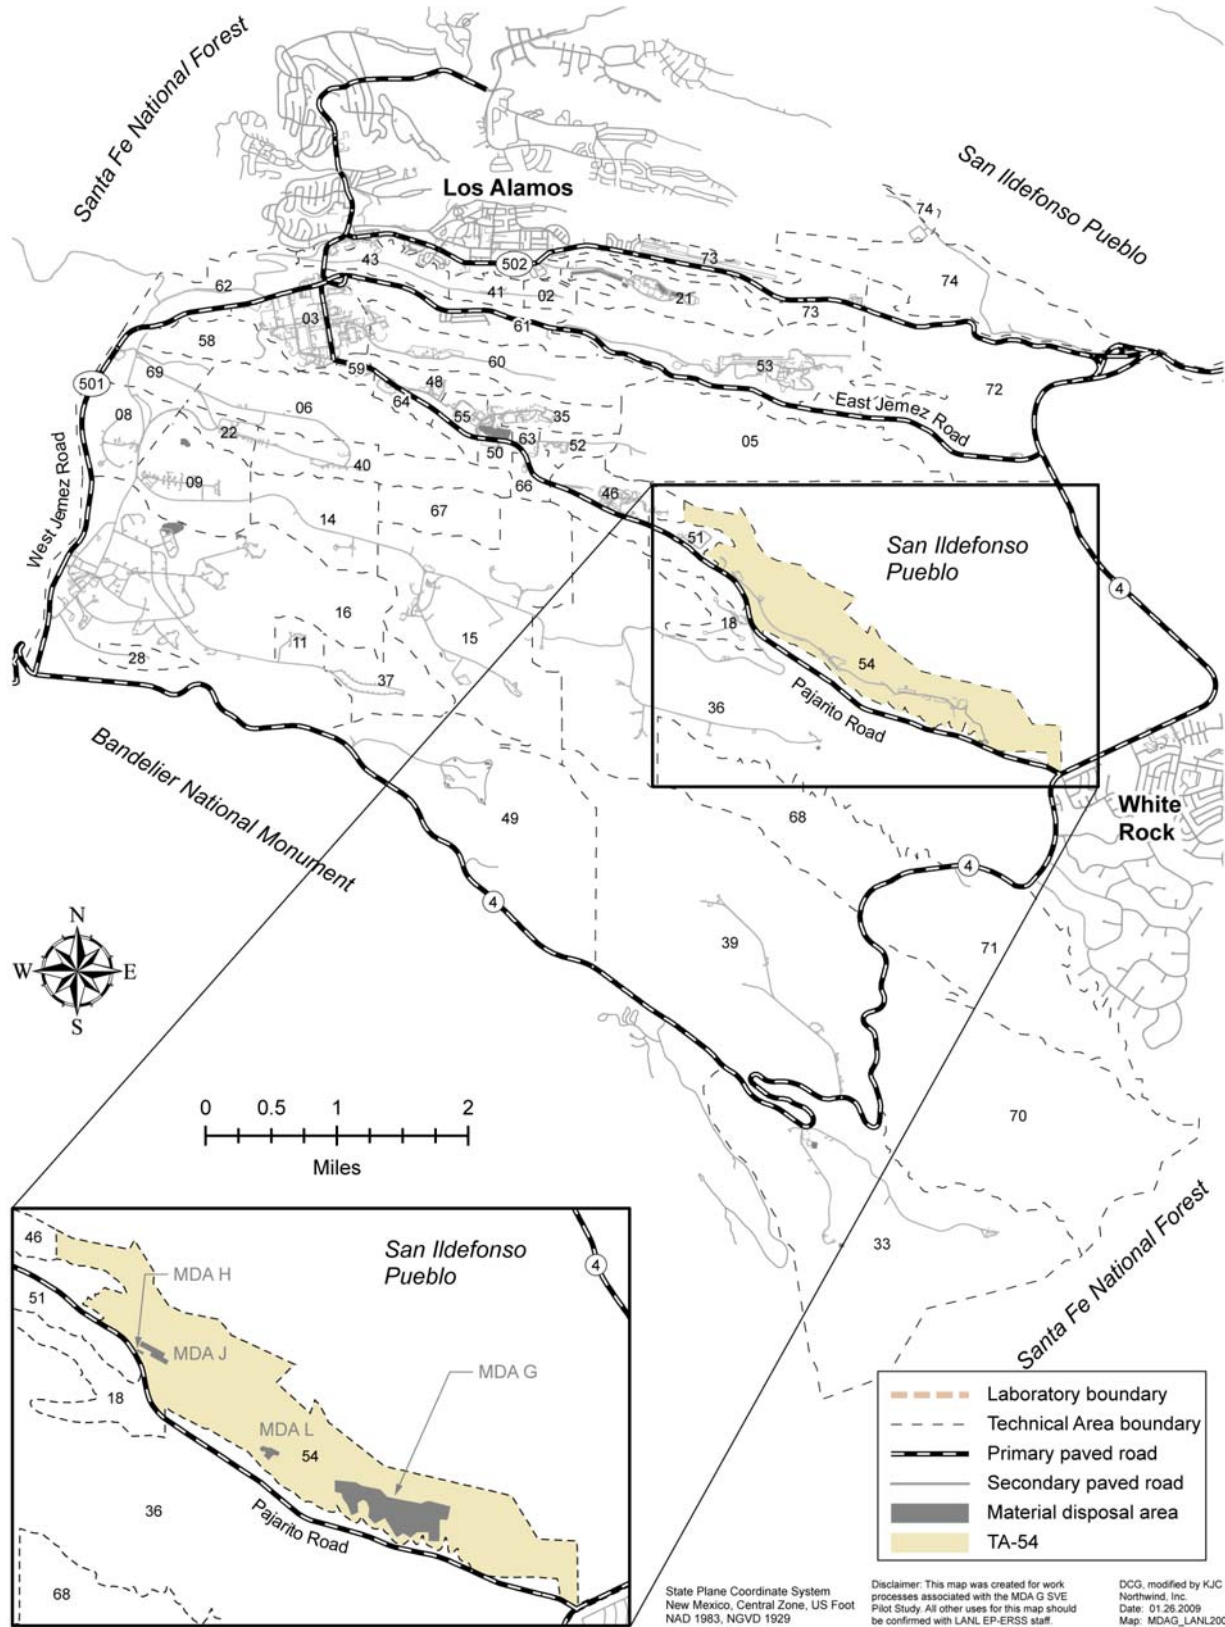 Santa Fe National Forest
Los Alamos
San Ildefonso Pueblo
74
43
502
73
74
62
41
02
21
03
61
73
58
59
60
53
501
69
48
72
08
64
06
55
35
East Jemez Road
22
63
52
05
40
50
West Jemez Road
09
66
46
14
67
51
San Ildefonso
Pueblo
4
16
18
11
15
28
54
37
36
Pajarito Road
Bandelier National Monument
49
68
White
Rock
4
4
39
71
N
W
E
S
0 0.5 1 2
Miles
70
33
Santa Fe National Forest
46
San Ildefonso
Pueblo
4
MDA H
51
MDA J
MDA G
18
MDA L
54
36
Pajarito Road
68
Laboratory boundary
Technical Area boundary
Primary paved road
Secondary paved road
Material disposal area
TA-54
State Plane Coordinate System
New Mexico, Central Zone, US Foot
NAD 1983, NGVD 1929
Disclaimer: This map was created for work
processes associated with the MDA G SVE
Pilot Study. All other uses for this map should
be confirmed with LANL EP-ERSS staff.
DCG, modified by KJC
Northwind, Inc.
Date: 01.26.2009
Map: MDAG_LANL200